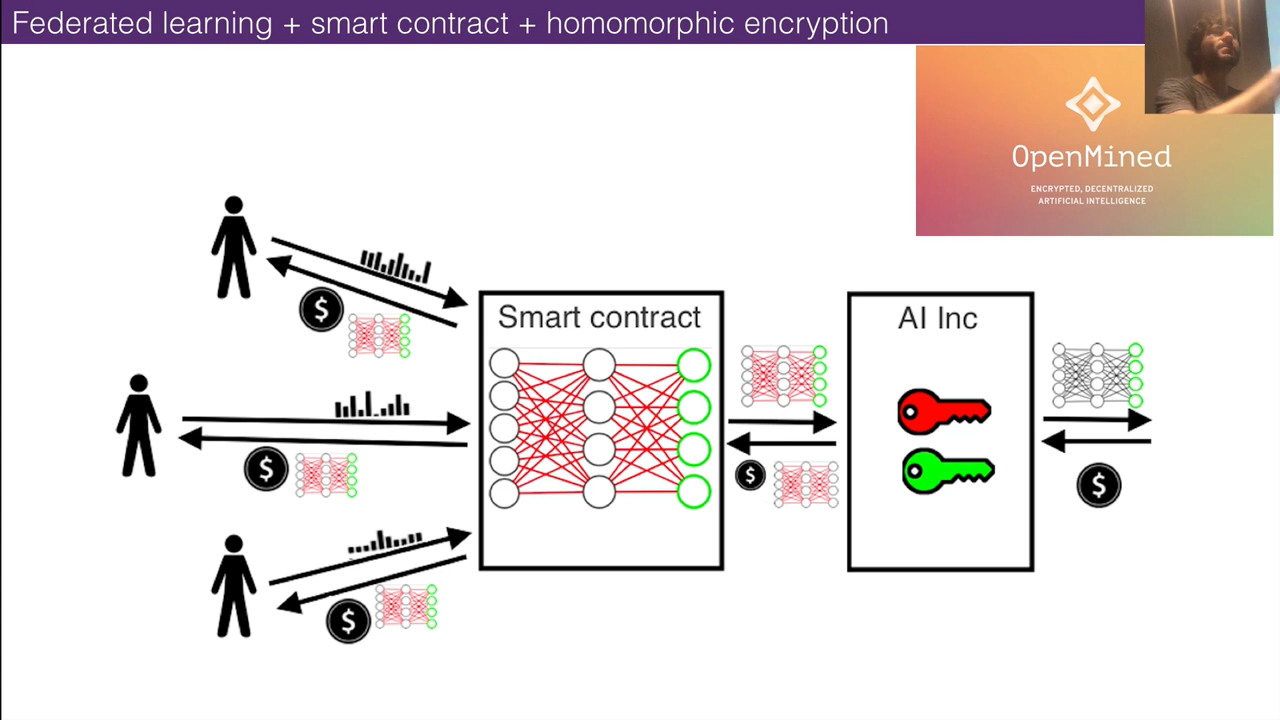 Federated learning + smart contract + homomorphic encryption
OpenMined
ENCRYPTED, DECENTRALIZED
ARTIFICIAL INTELLIGENCE
Smart contract
AI Inc
$
$
$
$
$